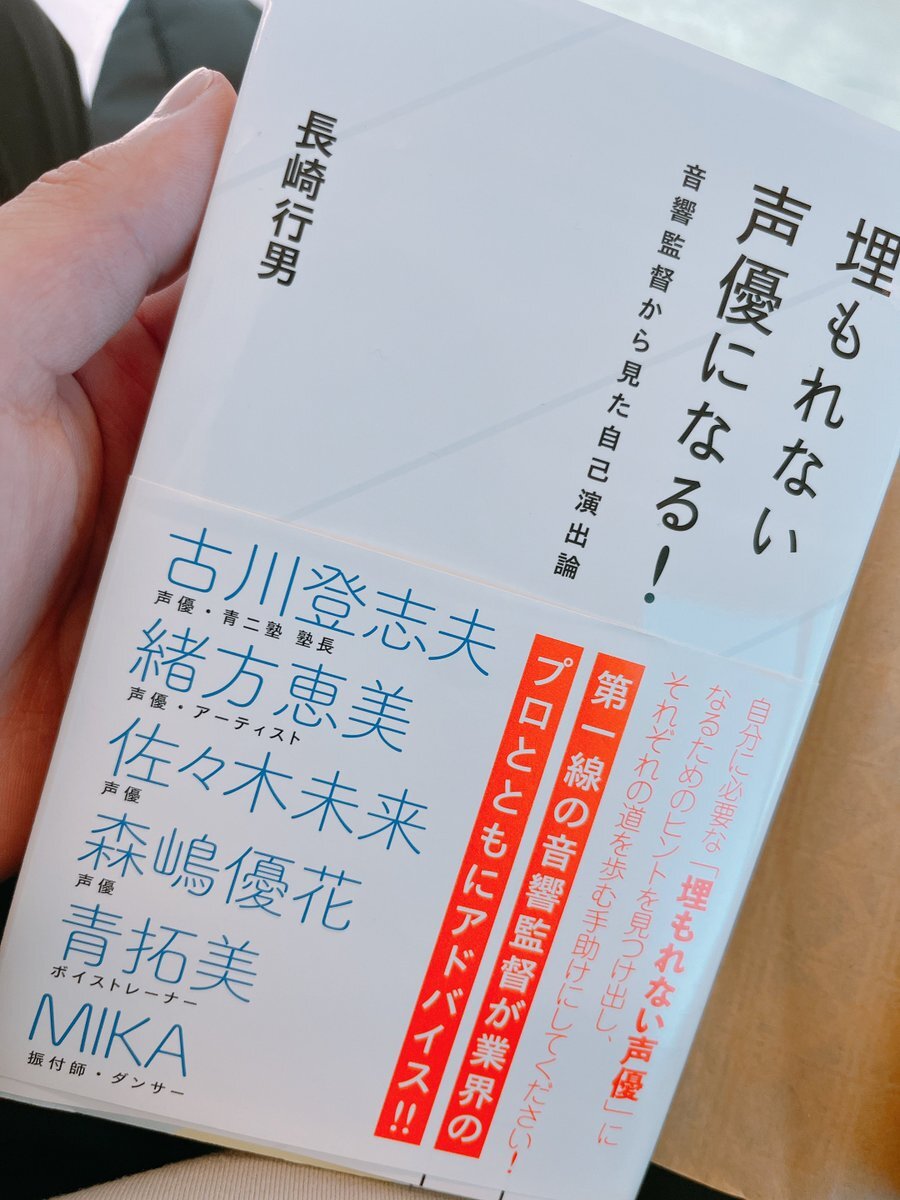 埋もれない
声優になる!
音響監督から見た自己演出論
長崎行男
自分に必要な「埋もれない声優」に
なるためのヒントを見つけ出し、
それぞれの道を歩む手助けにしてください!
第一線の音響監督が業界の
プロとともにアドバイス!!
古川登志夫
声優・青二塾 塾長
緒方恵美
声優・アーティスト
佐々木未来
声優
森嶋優花
声優
青拓美
ボイストレーナー
MIKA
振付師・ダンサー